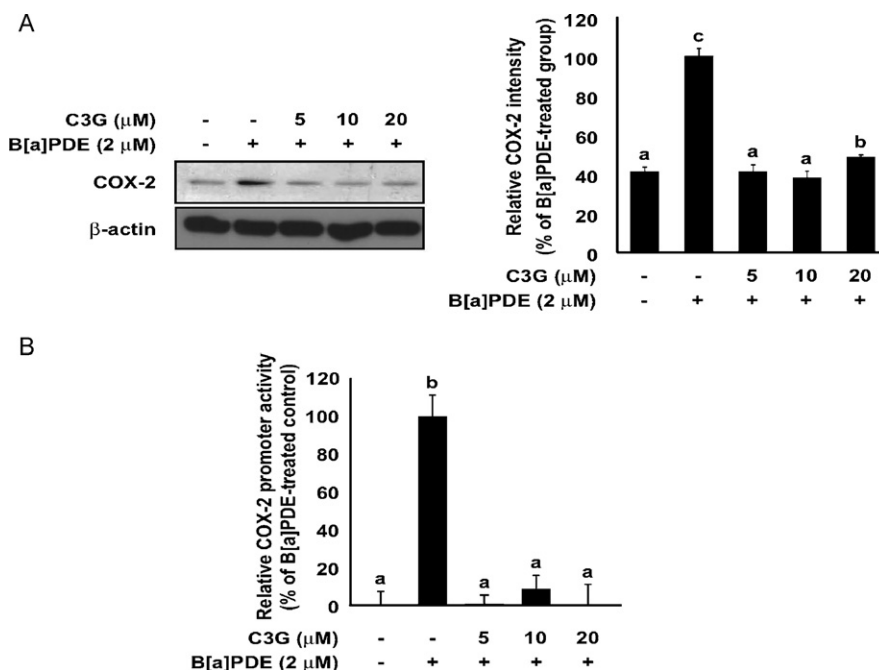 A
C3G (μM) - - 5 10 20
B[a]PDE (2 μM) - + + + +
COX-2
β-actin
Relative COX-2 intensity
(% of B[a]PDE-treated group)
120
100
80
60
40
20
0
a c a a b
C3G (μM) - - 5 10 20
B[a]PDE (2 μM) - + + + +
B
Relative COX-2 promoter activity
(% of B[a]PDE-treated control)
120
100
80
60
40
20
0
a b a a a
C3G (μM) - - 5 10 20
B[a]PDE (2 μM) - + + + +